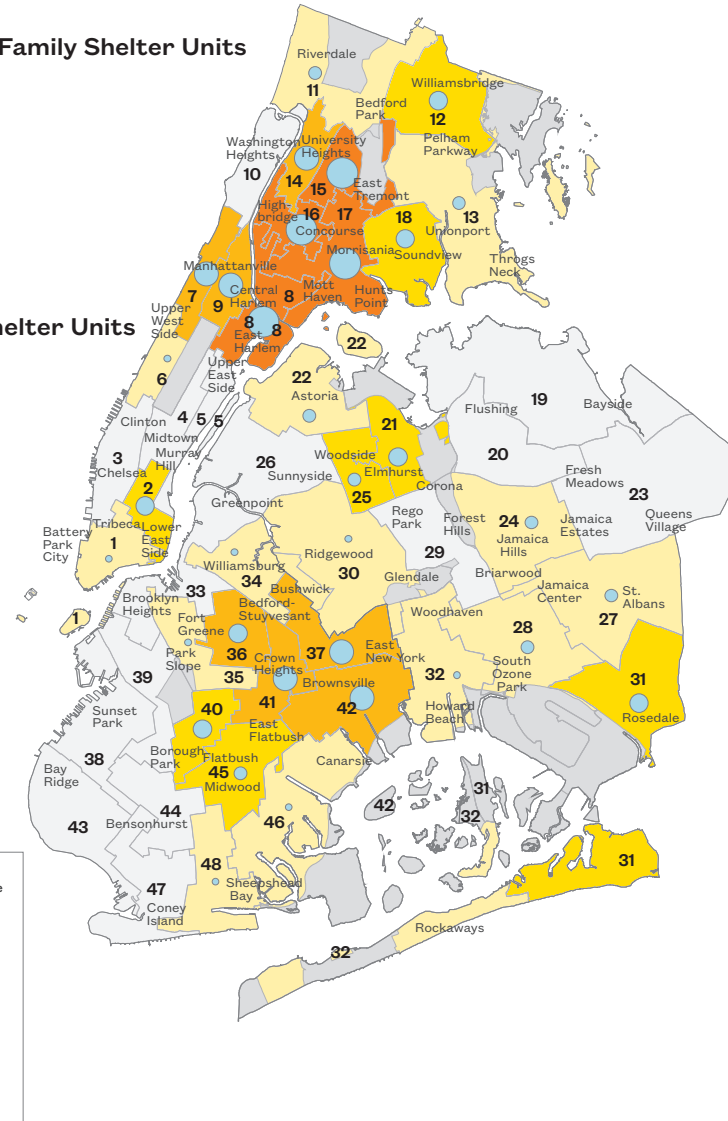 Family Shelter Units
Riverdale
11
Williamsbridge
12
Bedford
Park
Pelham
Parkway
Washington
Heights
10
University
Heights
14
15
East
Tremont
High-
bridge
16
17
Concourse
18
13
Unionport
Morrisania
Soundview
Throgs
Neck
Manhattanville
7
9
Central
Harlem
8
Mott
Haven
Hunts
Point
Upper
West
Side
8
8
East
Harlem
elter Units
22
Upper
East
Side
6
22
Astoria
4
5
5
Clinton
Midtown
Murray
Hill
3
Chelsea
2
21
Woodside
Elmhurst
25
Corona
26
Sunnyside
Flushing
19
Bayside
20
Fresh
Meadows
23
Queens
Village
Greenpoint
Rego
Park
Forest
Hills
29
24
Jamaica
Hills
Jamaica
Estates
Battery
Park
City
Tribeca
1
Lower
East
Side
Ridgewood
30
Glendale
Briarwood
Williamsburg
34
Bushwick
33
Brooklyn
Heights
1
Fort
Greene
Bedford-
Stuyvesant
Woodhaven
Jamaica
Center
St.
Albans
27
28
South
Ozone
Park
36
37
East
New York
Park
Slope
35
Crown
Heights
39
Brownsville
41
42
32
Howard
Beach
31
Rosedale
Sunset
Park
40
East
Flatbush
Borough
Park
Flatbush
45
Midwood
Canarsie
38
Bay
Ridge
42
31
32
43
44
Bensonhurst
46
47
Coney
Island
48
Sheepshead
Bay
31
Rockaways
32
e